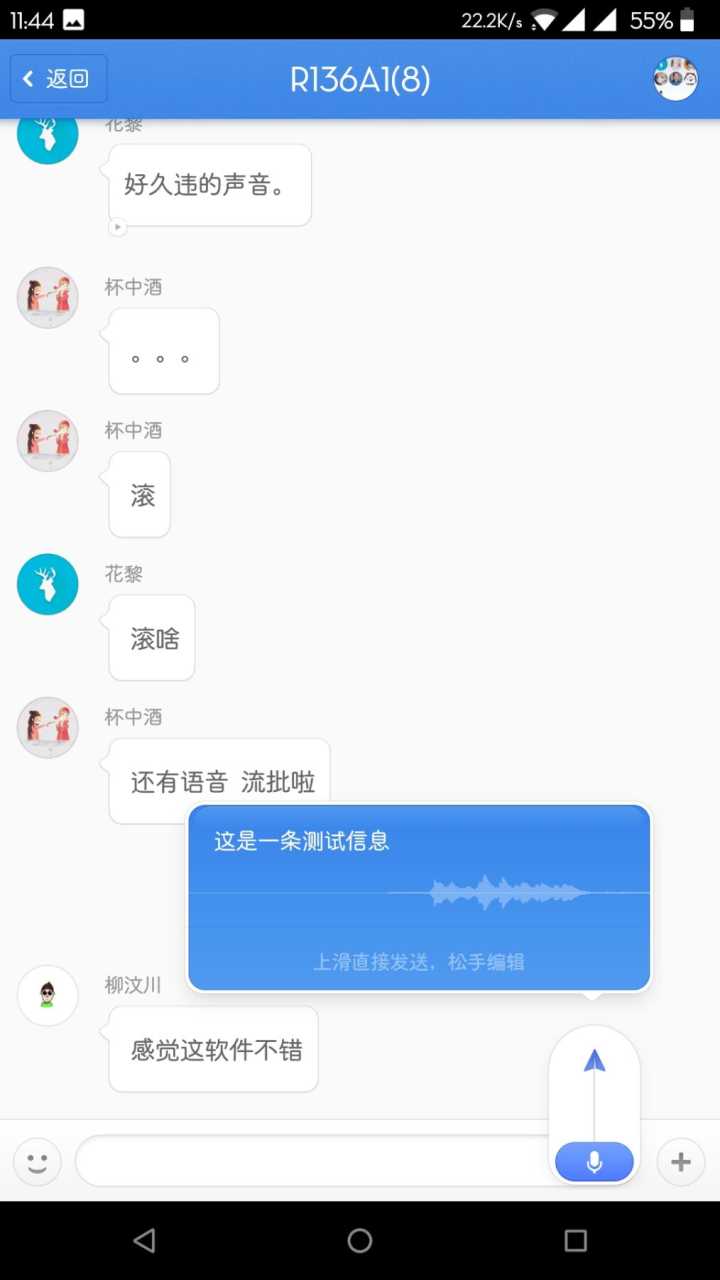 11:44 22.2K/s 55%
返回 R136A1(8)
花黎
好久违的声音。
杯中酒
。。。
杯中酒
滚
花黎
滚啥
杯中酒
还有语音 流批啦
这是一条测试信息
上滑直接发送，松手编辑
柳汶川
感觉这软件不错